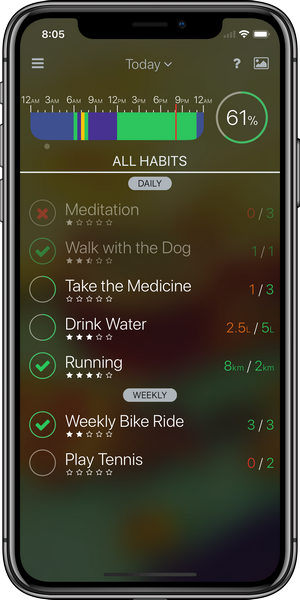 8:05
Today
?
12AM 3AM 6AM 9AM 12PM 3PM 6PM 9PM 12AM
61%
ALL HABITS
DAILY
Meditation 0 / 3
Walk with the Dog 1 / 1
Take the Medicine 1 / 3
Drink Water 2.5L / 5L
Running 8km / 2km
WEEKLY
Weekly Bike Ride 3 / 3
Play Tennis 0 / 2